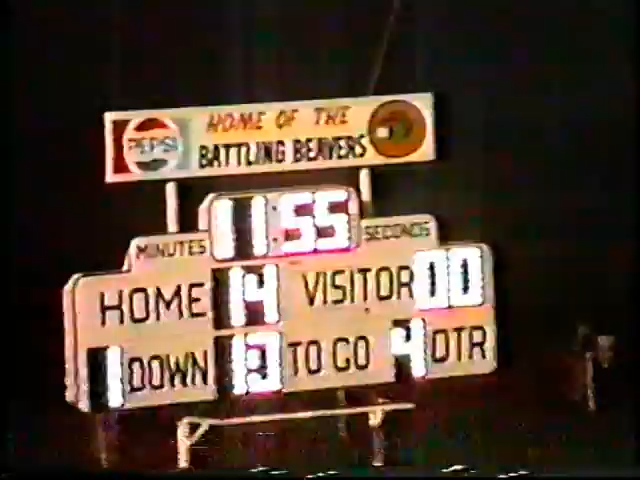 HOME OF THE
PEPSI BATTLING BEAVERS
11:55
MINUTES SECONDS
HOME 14 VISITOR 00
1 DOWN 13 TO GO 4 QTR